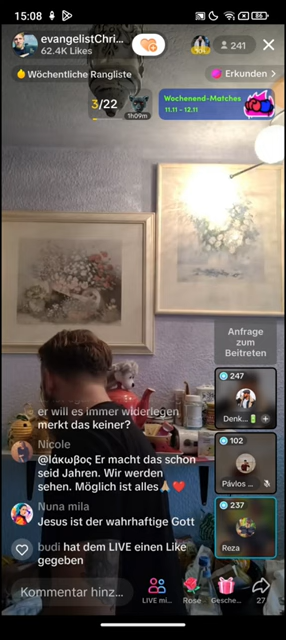 15:08
86
evangelistChri...
62.4K Likes
241
Wöchentliche Rangliste
Erkunden >
3/22
1h09m
Wochenend-Matches
11.11 - 12.11
Anfrage
zum
Beitreten
247
Denk...
102
Pávlos ...
237
Reza
er will es immer widerlegen
merkt das keiner?
Nicole
@Iάκωβος Er macht das schon
seid Jahren. Wir werden
sehen. Möglich ist alles🙏❤️
Nuna mila
Jesus ist der wahrhaftige Gott
budi hat dem LIVE einen Like
gegeben
Kommentar hinz...
LIVE mi...
Rose
Gesche...
27